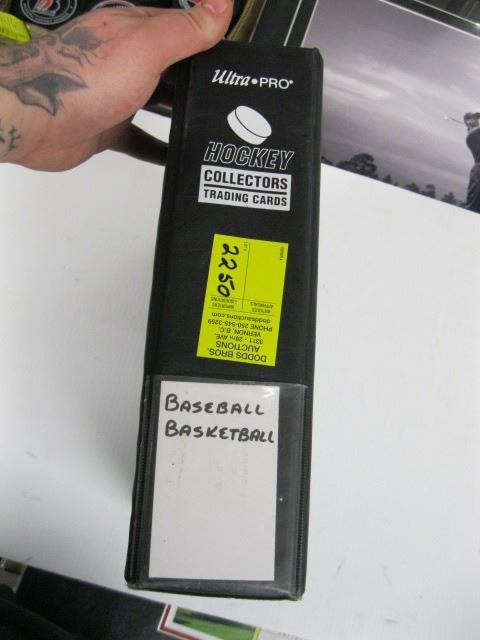 Ultra•PRO®
HOCKEY
COLLECTORS
TRADING CARDS
2250
DODDS BROS.
AUCTIONS
3311 - 28TH AVE.
VERNON, B.C.
PHONE 250-545-3259
doddsauctions.com
BASEBALL
BASKETBALL